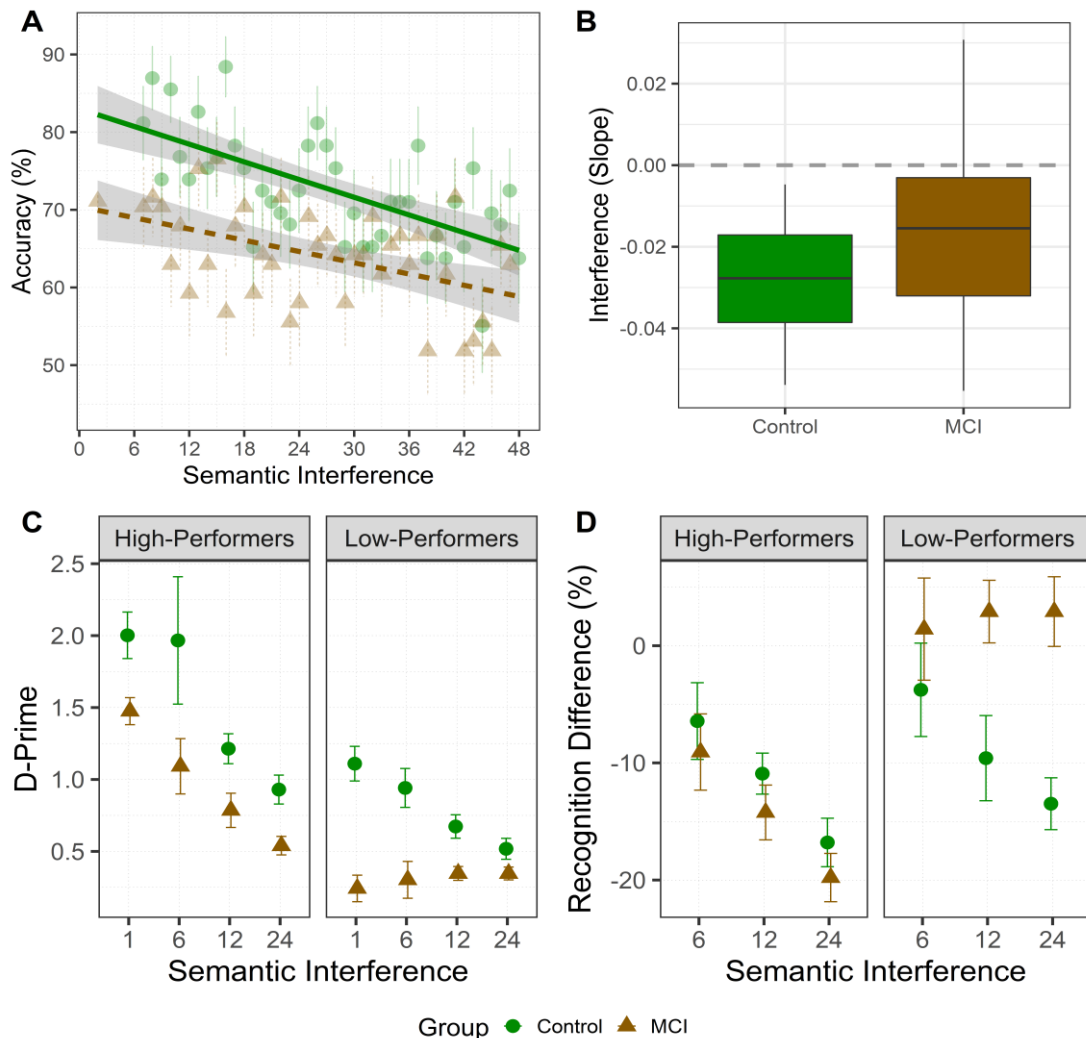 A
Accuracy (%)
90
80
70
60
50
0 6 12 18 24 30 36 42 48
Semantic Interference
B
Interference (Slope)
0.02
0.00
-0.02
-0.04
Control MCI
C
High-Performers Low-Performers
D-Prime
2.5
2.0
1.5
1.0
0.5
1 6 12 24 1 6 12 24
Semantic Interference
D
High-Performers Low-Performers
Recognition Difference (%)
0
-10
-20
6 12 24 6 12 24
Semantic Interference
Group Control MCI